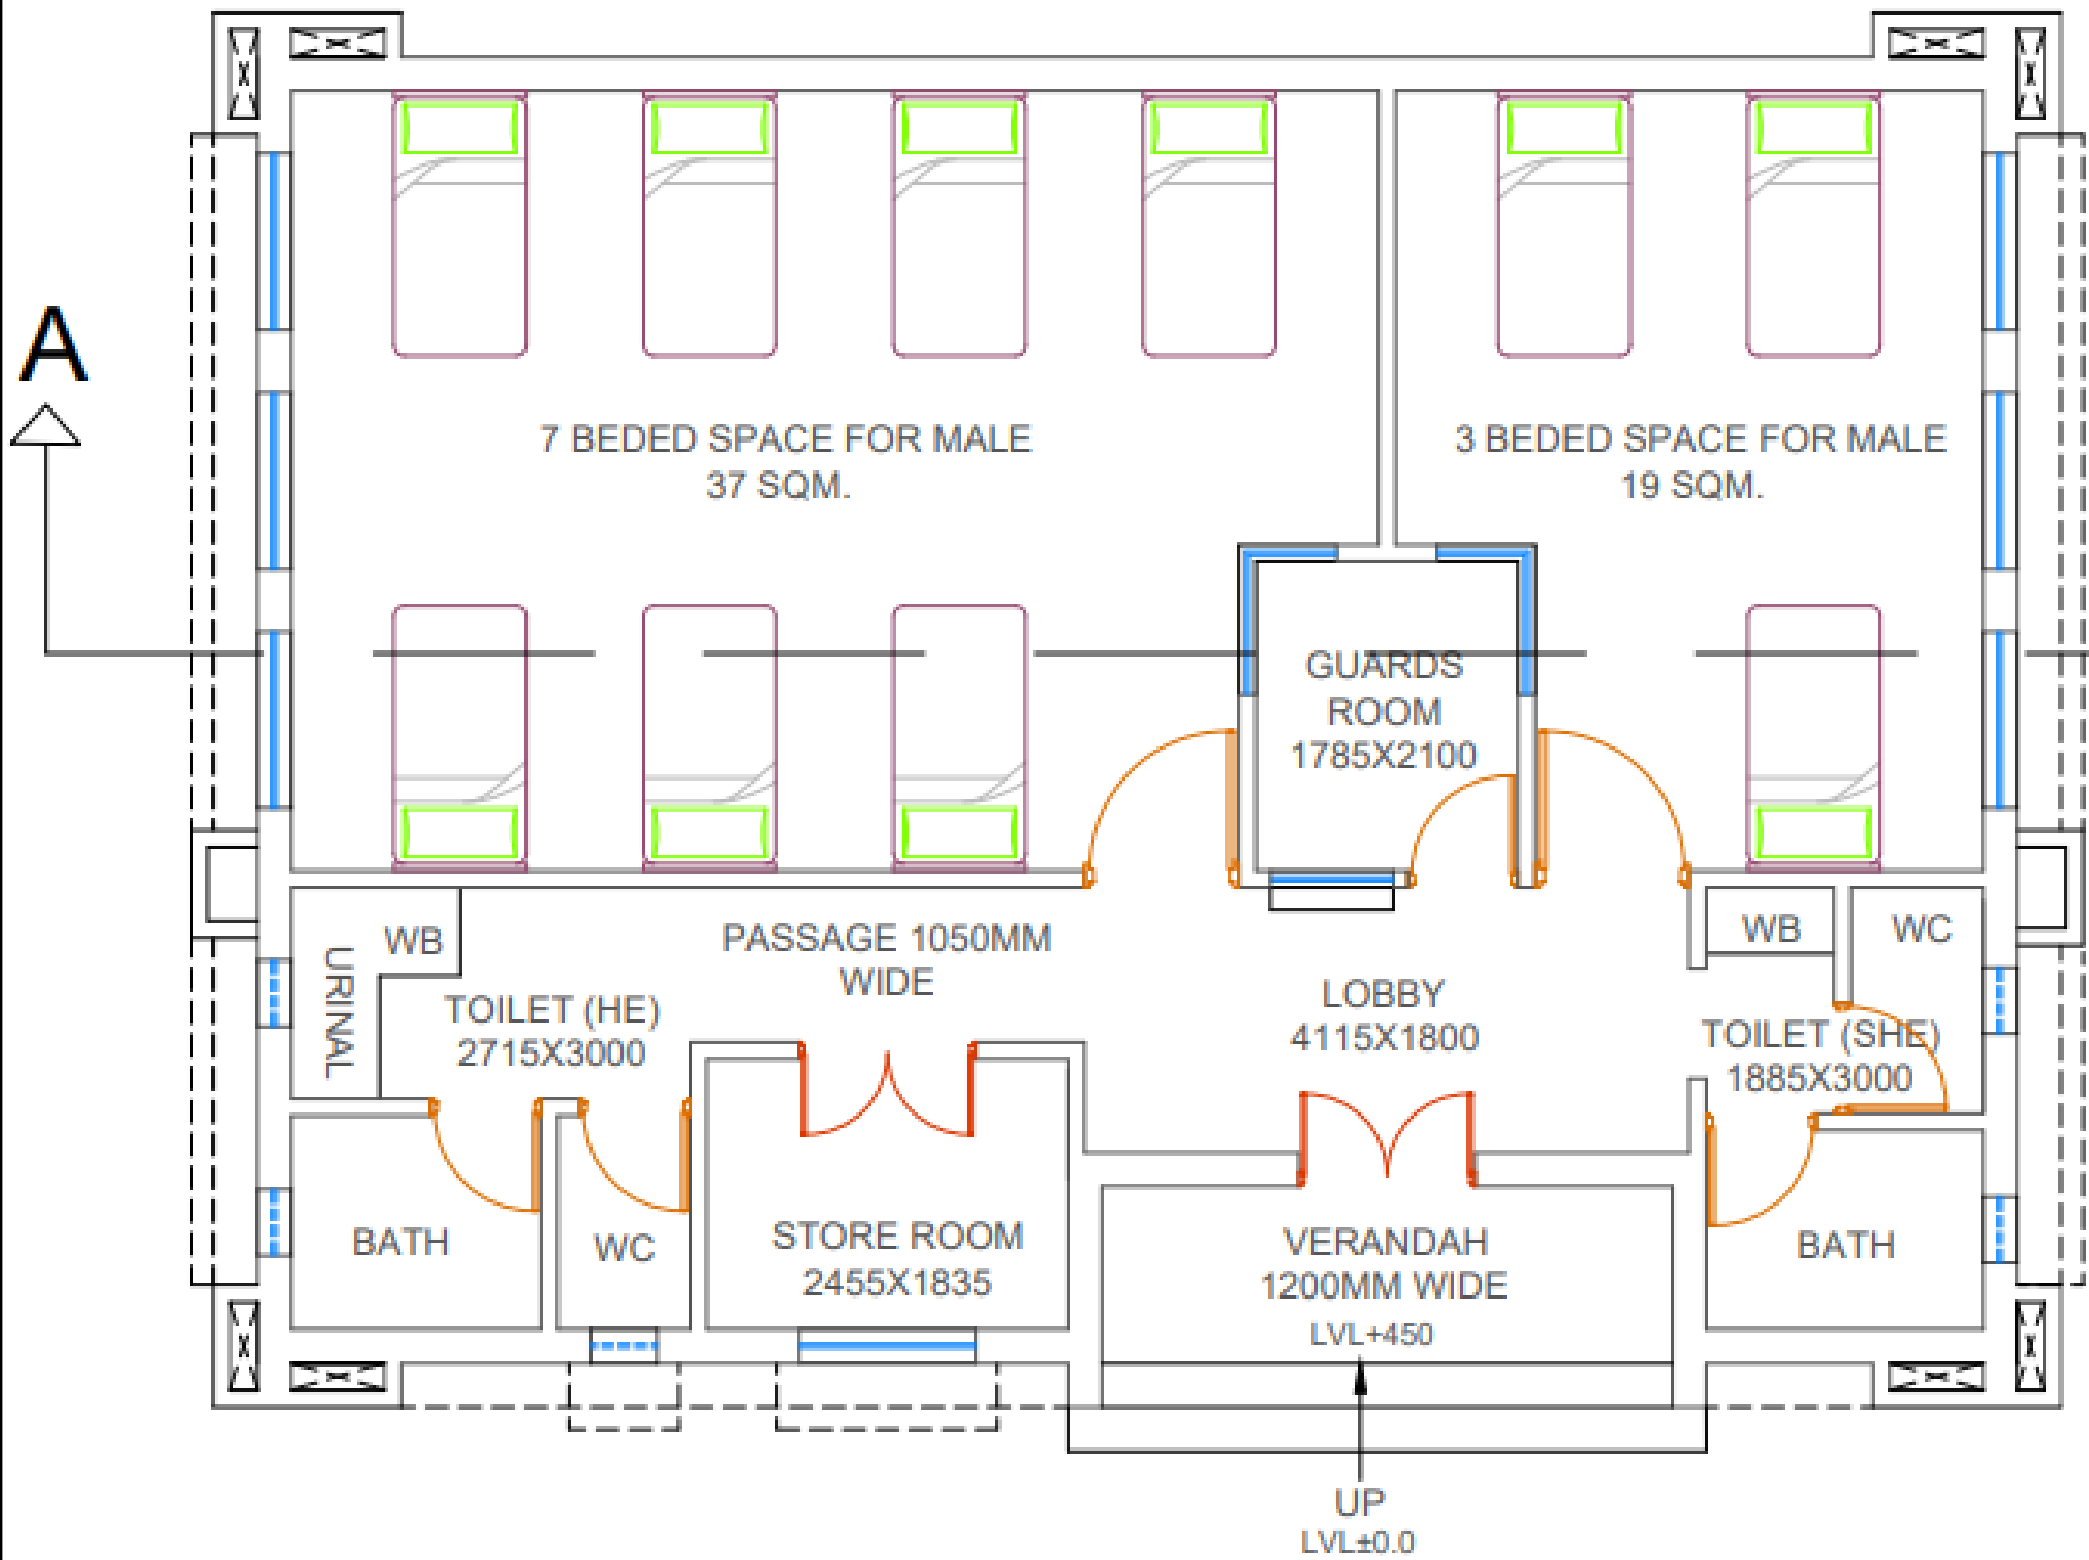 A
7 BEDED SPACE FOR MALE
37 SQM.
3 BEDED SPACE FOR MALE
19 SQM.
GUARDS
ROOM
1785X2100
WB
URINAL
TOILET (HE)
2715X3000
PASSAGE 1050MM
WIDE
LOBBY
4115X1800
WB
WC
TOILET (SHE)
1885X3000
BATH
WC
STORE ROOM
2455X1835
VERANDAH
1200MM WIDE
LVL+450
BATH
UP
LVL±0.0